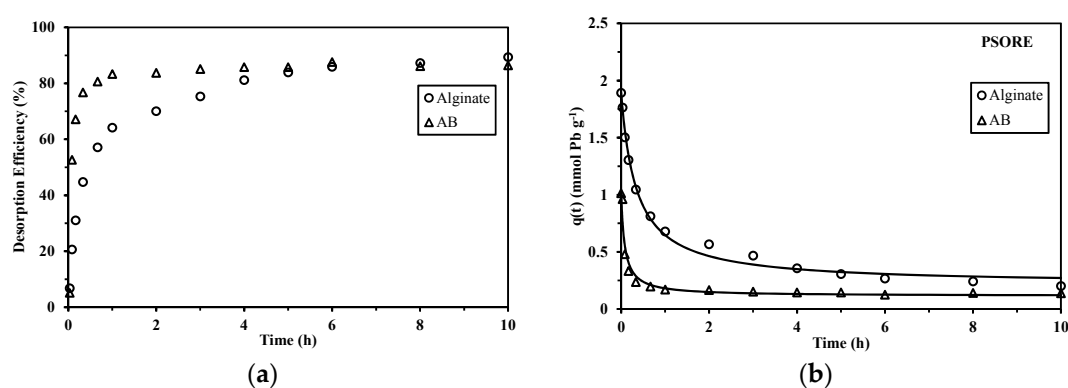 100
80
60
40
20
0
Desorption Efficiency (%)
Alginate
AB
0 2 4 6 8 10
Time (h)
(a)
2.5
2
1.5
1
0.5
0
q(t) (mmol Pb g-1)
PSORE
Alginate
AB
0 2 4 6 8 10
Time (h)
(b)